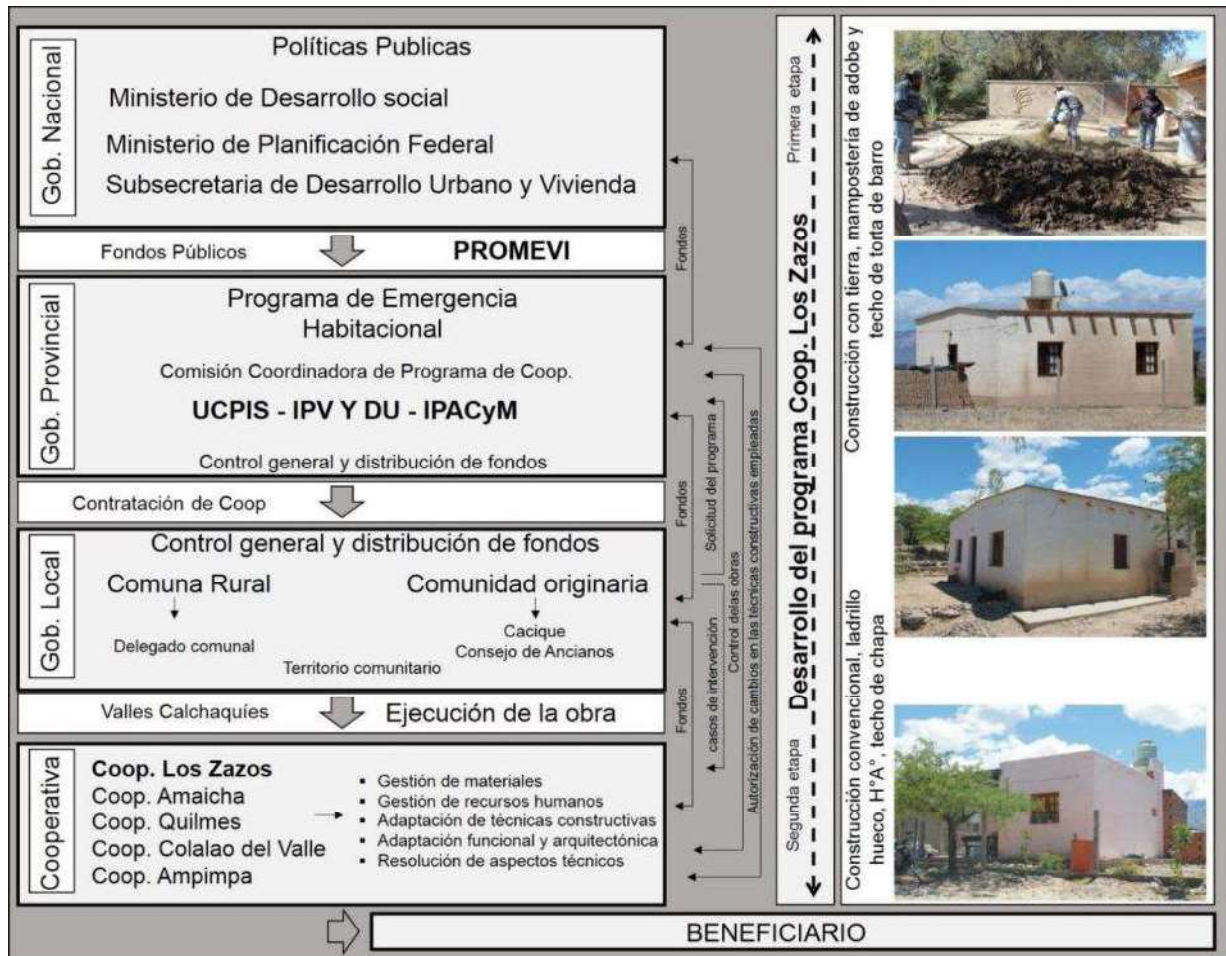 Gob. Nacional
Políticas Publicas
Ministerio de Desarrollo social
Ministerio de Planificación Federal
Subsecretaria de Desarrollo Urbano y Vivienda
Fondos Públicos
PROMEVI
Gob. Provincial
Programa de Emergencia
Habitacional
Comisión Coordinadora de Programa de Coop.
UCPIS - IPV Y DU - IPACyM
Control general y distribución de fondos
Contratación de Coop
Gob. Local
Control general y distribución de fondos
Comuna Rural
Comunidad originaria
Delegado comunal
Cacique
Consejo de Ancianos
Territorio comunitario
Valles Calchaquíes
Ejecución de la obra
Cooperativa
Coop. Los Zazos
Coop. Amaicha
Coop. Quilmes
Coop. Colalao del Valle
Coop. Ampimpa
▪ Gestión de materiales
▪ Gestión de recursos humanos
▪ Adaptación de técnicas constructivas
▪ Adaptación funcional y arquitectónica
▪ Resolución de aspectos técnicos
Fondos
Fondos
Fondos
Solicitud del programa
casos de intervención
Control delas obras
Autorización de cambios en las técnicas constructivas empleadas
Primera etapa
Segunda etapa
Desarrollo del programa Coop. Los Zazos
Construcción con tierra, mampostería de adobe y
techo de torta de barro
Construcción convencional, ladrillo
hueco, H°A°, techo de chapa
BENEFICIARIO